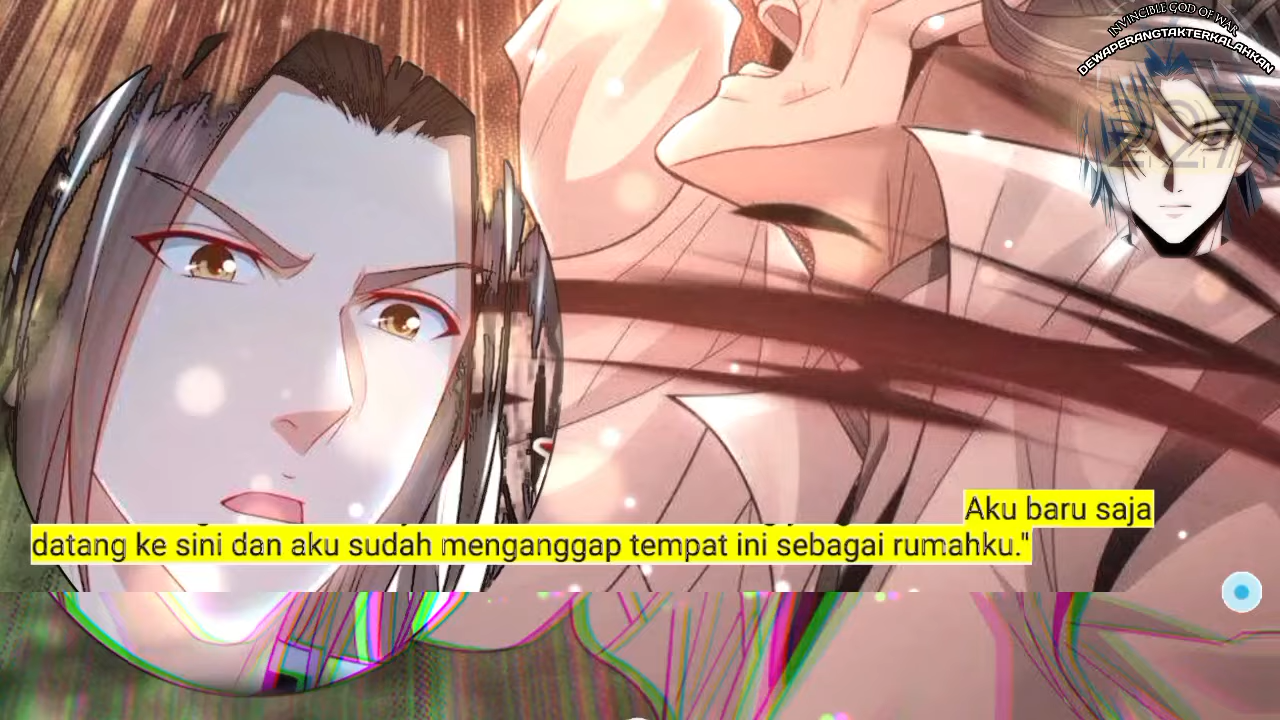 INVINCIBLE GOD OF WAR
DEWAPERANGTAKTERKALAHKAN
227
Aku baru saja
datang ke sini dan aku sudah menganggap tempat ini sebagai rumahku."